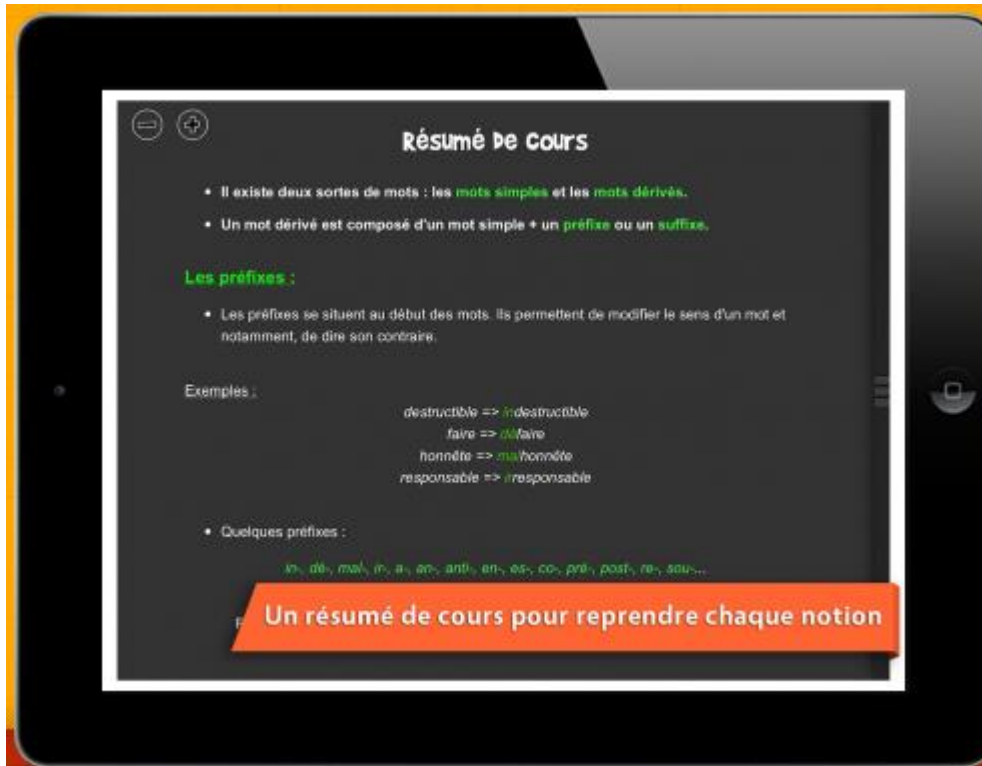 Résumé de cours
• Il existe deux sortes de mots : les mots simples et les mots dérivés.
• Un mot dérivé est composé d'un mot simple + un préfixe ou un suffixe.
Les préfixes :
• Les préfixes se situent au début des mots. Ils permettent de modifier le sens d'un mot et
notamment, de dire son contraire.
Exemples :
destructible => indestructible
faire => défaire
honnête => malhonnête
responsable => irresponsable
• Quelques préfixes :
in-, dé-, mal-, ir-, a-, en-, anti-, en-, es-, co-, pré-, post-, re-, sou-...
Un résumé de cours pour reprendre chaque notion